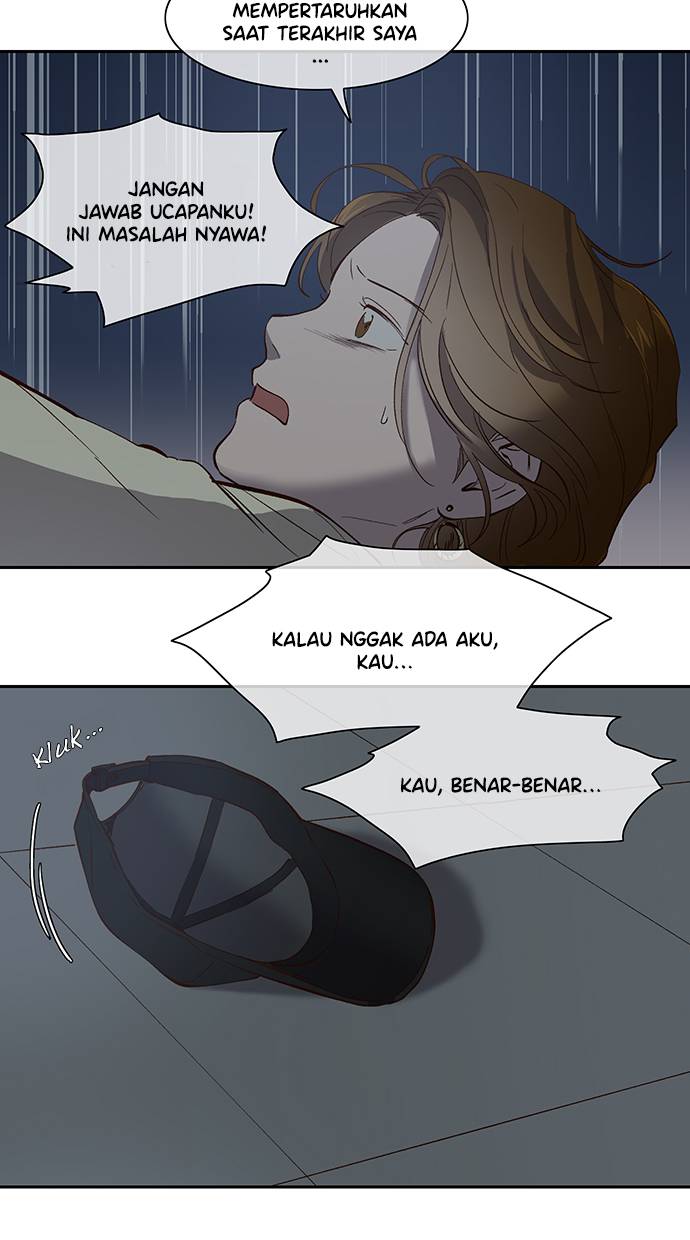 MEMPERTARUHKAN
SAAT TERAKHIR SAYA
...
JANGAN
JAWAB UCAPANKU!
INI MASALAH NYAWA!
KALAU NGGAK ADA AKU,
KAU...
Kluk...
KAU, BENAR-BENAR...